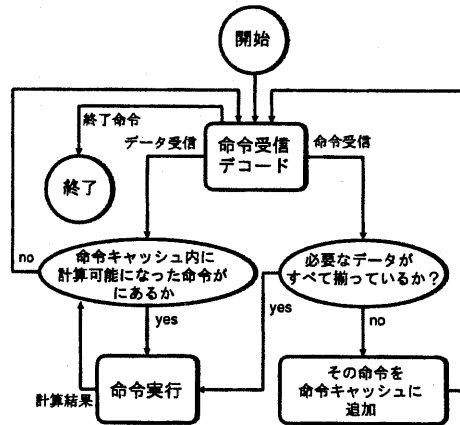 開始
終了命令
データ受信
命令受信
デコード
命令受信
終了
no
命令キャッシュ内に
計算可能になった命令が
にあるか
必要なデータが
すべて揃っているか?
yes
yes
no
計算結果
命令実行
その命令を
命令キャッシュに
追加